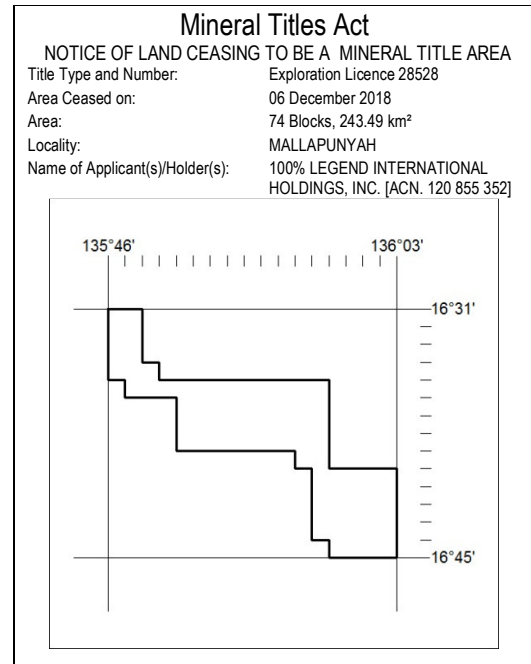 Mineral Titles Act
NOTICE OF LAND CEASING TO BE A MINERAL TITLE AREA
Title Type and Number: Exploration Licence 28528
Area Ceased on: 06 December 2018
Area: 74 Blocks, 243.49 km²
Locality: MALLAPUNYAH
Name of Applicant(s)/Holder(s): 100% LEGEND INTERNATIONAL
HOLDINGS, INC. [ACN. 120 855 352]
135°46' 136°03'
16°31'
16°45'